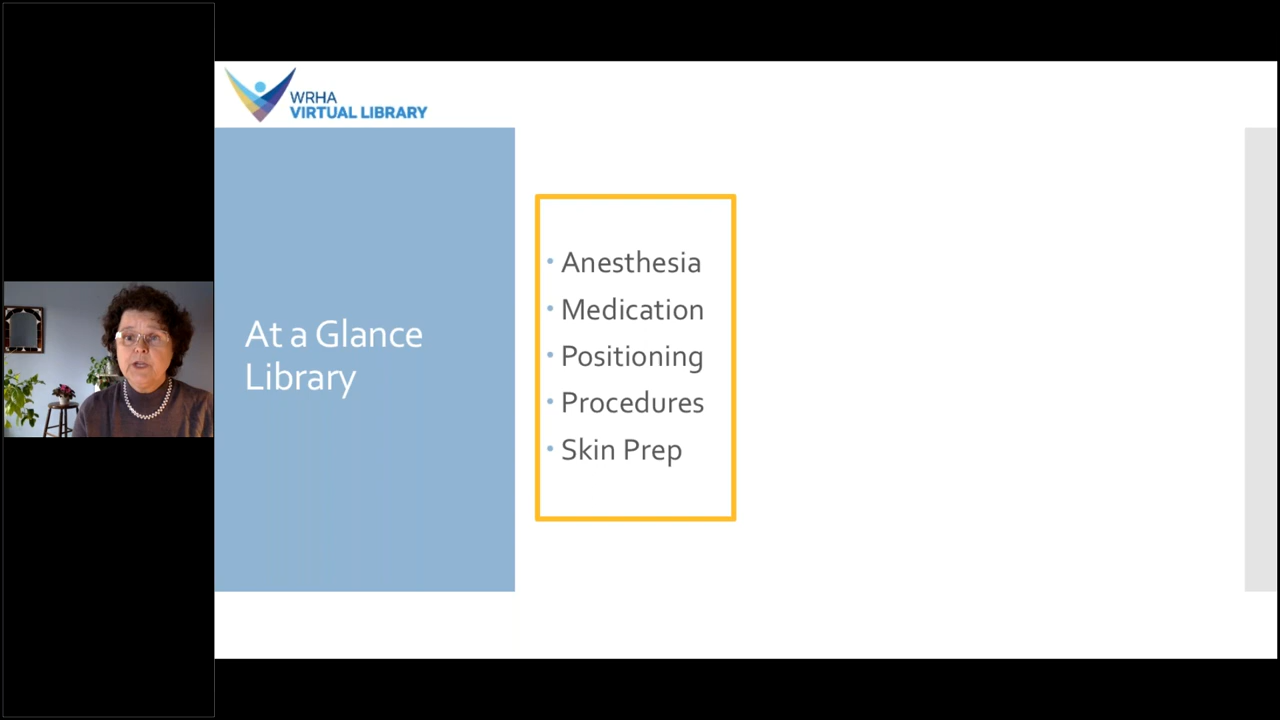 WRHA
VIRTUAL LIBRARY
At a Glance
Library
• Anesthesia
• Medication
• Positioning
• Procedures
• Skin Prep